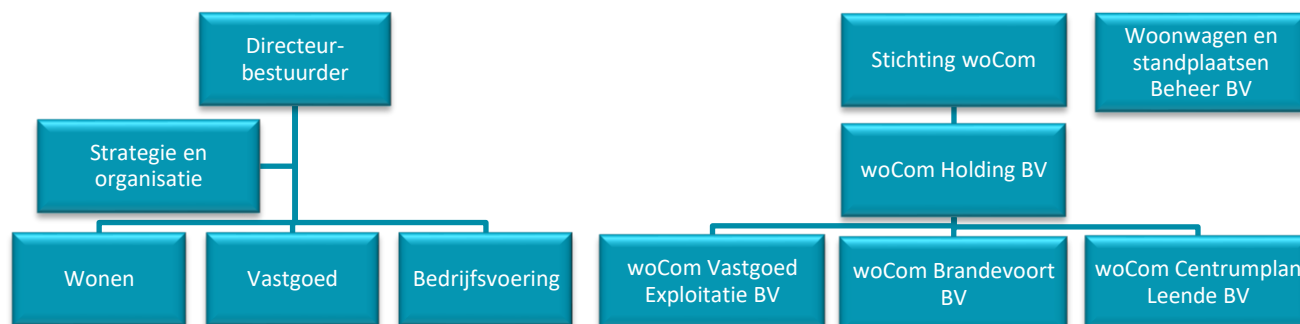 Directeur-
bestuurder
Strategie en
organisatie
Wonen
Vastgoed
Bedrijfsvoering
Stichting woCom
Woonwagen en
standplaatsen
Beheer BV
woCom Holding BV
woCom Vastgoed
Exploitatie BV
woCom Brandevoort
BV
woCom Centrumplan
Leende BV